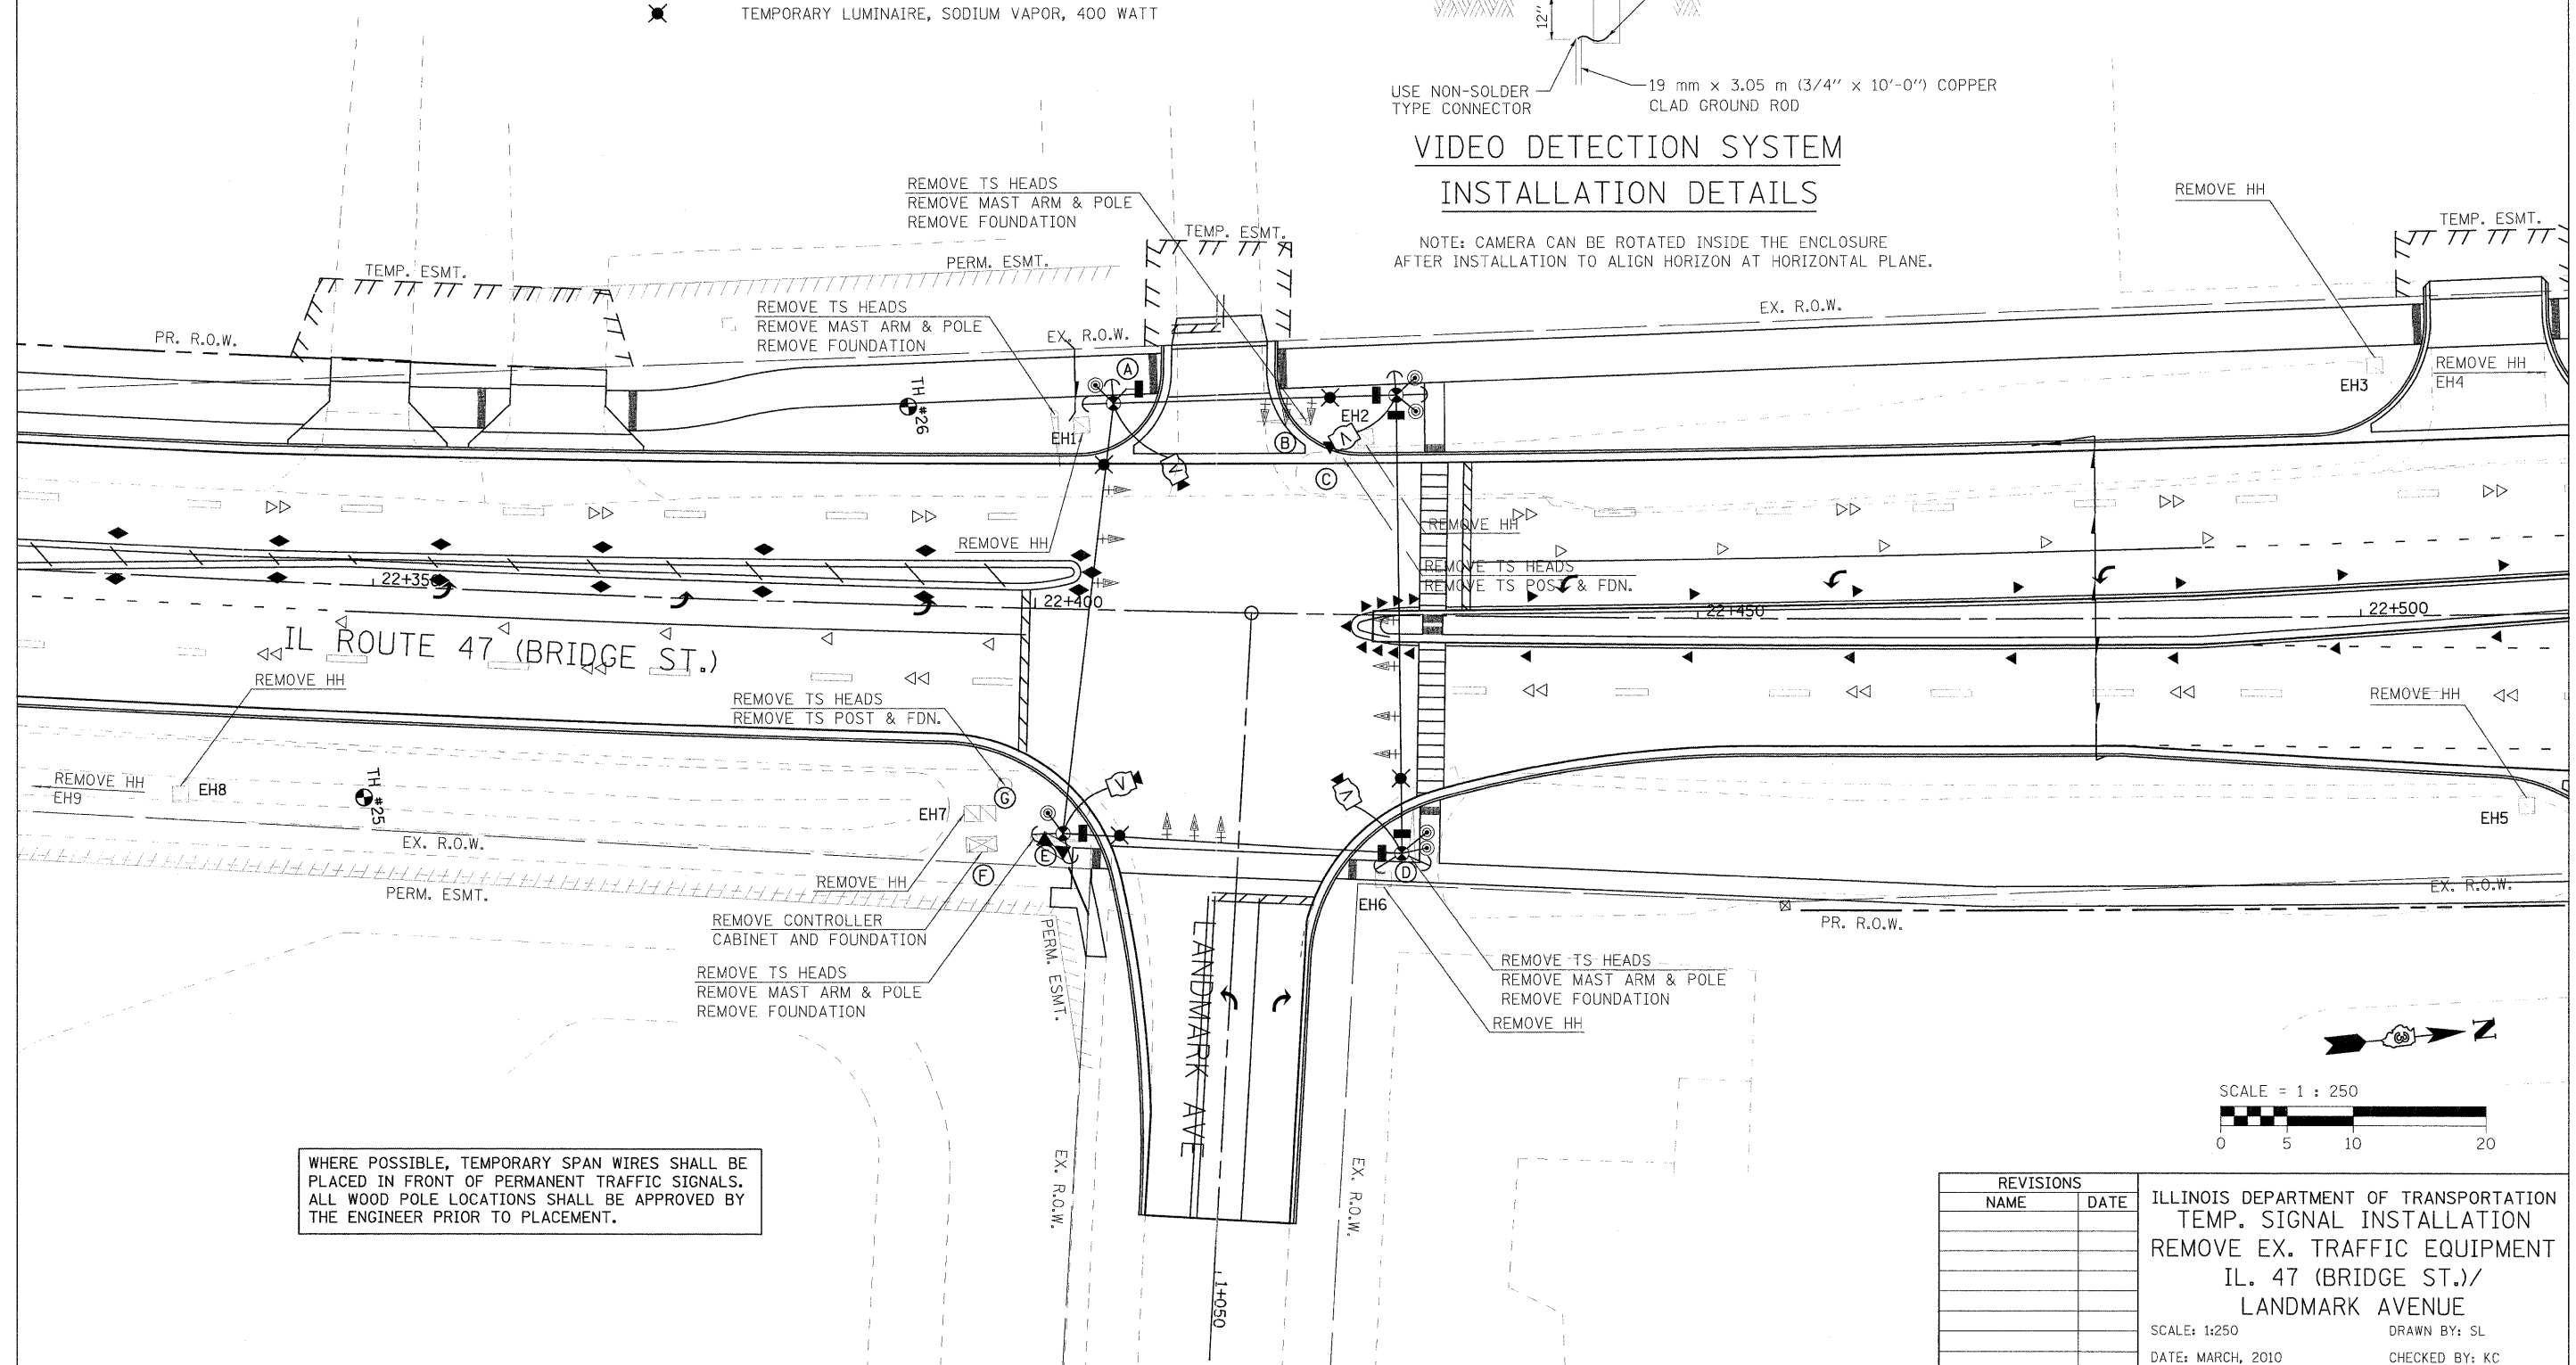 TEMPORARY LUMINAIRE, SODIUM VAPOR, 400 WATT
12"
USE NON-SOLDER
TYPE CONNECTOR
19 mm x 3.05 m (3/4" x 10'-0") COPPER
CLAD GROUND ROD
VIDEO DETECTION SYSTEM
INSTALLATION DETAILS
NOTE: CAMERA CAN BE ROTATED INSIDE THE ENCLOSURE
AFTER INSTALLATION TO ALIGN HORIZON AT HORIZONTAL PLANE.
REMOVE TS HEADS
REMOVE MAST ARM & POLE
REMOVE FOUNDATION
REMOVE HH
TEMP. ESMT.
TEMP. ESMT.
TEMP. ESMT.
PERM. ESMT.
REMOVE TS HEADS
REMOVE MAST ARM & POLE
REMOVE FOUNDATION
EX. R.O.W.
EX. R.O.W.
PR. R.O.W.
A
TH #26
EH1
EH2
B
V
V
C
EH3
REMOVE HH
EH4
REMOVE HH
REMOVE HH
REMOVE TS HEADS
REMOVE TS POST & FDN.
22+350
22+400
22+450
22+500
IL ROUTE 47 (BRIDGE ST.)
REMOVE HH
REMOVE TS HEADS
REMOVE TS POST & FDN.
REMOVE HH
REMOVE HH
EH9
EH8
TH #25
EH7
G
V
V
EH5
E
F
D
EH6
EX. R.O.W.
PERM. ESMT.
REMOVE HH
EX. R.O.W.
PR. R.O.W.
REMOVE CONTROLLER
CABINET AND FOUNDATION
PERM. ESMT.
LANDMARK AVE
REMOVE TS HEADS
REMOVE MAST ARM & POLE
REMOVE FOUNDATION
REMOVE TS HEADS
REMOVE MAST ARM & POLE
REMOVE FOUNDATION
REMOVE HH
N
SCALE = 1 : 250
0 5 10 20
EX. R.O.W.
EX. R.O.W.
1+050
WHERE POSSIBLE, TEMPORARY SPAN WIRES SHALL BE
PLACED IN FRONT OF PERMANENT TRAFFIC SIGNALS.
ALL WOOD POLE LOCATIONS SHALL BE APPROVED BY
THE ENGINEER PRIOR TO PLACEMENT.
REVISIONS
NAME DATE
ILLINOIS DEPARTMENT OF TRANSPORTATION
TEMP. SIGNAL INSTALLATION
REMOVE EX. TRAFFIC EQUIPMENT
IL. 47 (BRIDGE ST.)/
LANDMARK AVENUE
SCALE: 1:250 DRAWN BY: SL
DATE: MARCH, 2010 CHECKED BY: KC